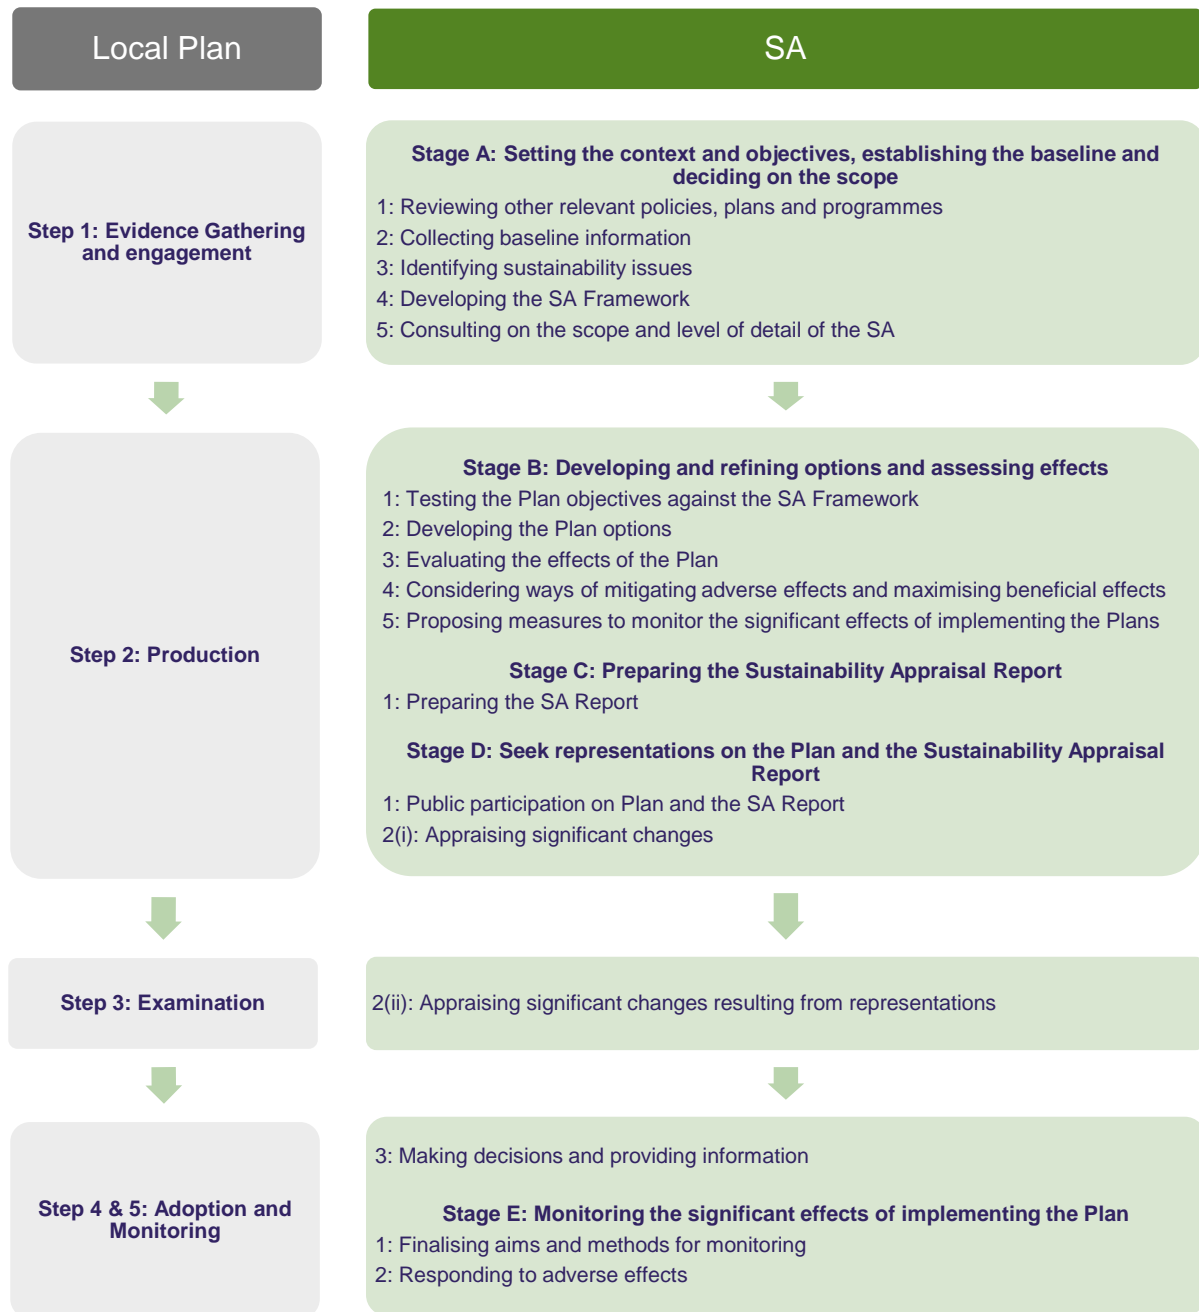 Local Plan
SA
Step 1: Evidence Gathering
and engagement
Stage A: Setting the context and objectives, establishing the baseline and
deciding on the scope
1: Reviewing other relevant policies, plans and programmes
2: Collecting baseline information
3: Identifying sustainability issues
4: Developing the SA Framework
5: Consulting on the scope and level of detail of the SA
Step 2: Production
Stage B: Developing and refining options and assessing effects
1: Testing the Plan objectives against the SA Framework
2: Developing the Plan options
3: Evaluating the effects of the Plan
4: Considering ways of mitigating adverse effects and maximising beneficial effects
5: Proposing measures to monitor the significant effects of implementing the Plans
Stage C: Preparing the Sustainability Appraisal Report
1: Preparing the SA Report
Stage D: Seek representations on the Plan and the Sustainability Appraisal
Report
1: Public participation on Plan and the SA Report
2(i): Appraising significant changes
Step 3: Examination
2(ii): Appraising significant changes resulting from representations
Step 4 & 5: Adoption and
Monitoring
3: Making decisions and providing information
Stage E: Monitoring the significant effects of implementing the Plan
1: Finalising aims and methods for monitoring
2: Responding to adverse effects